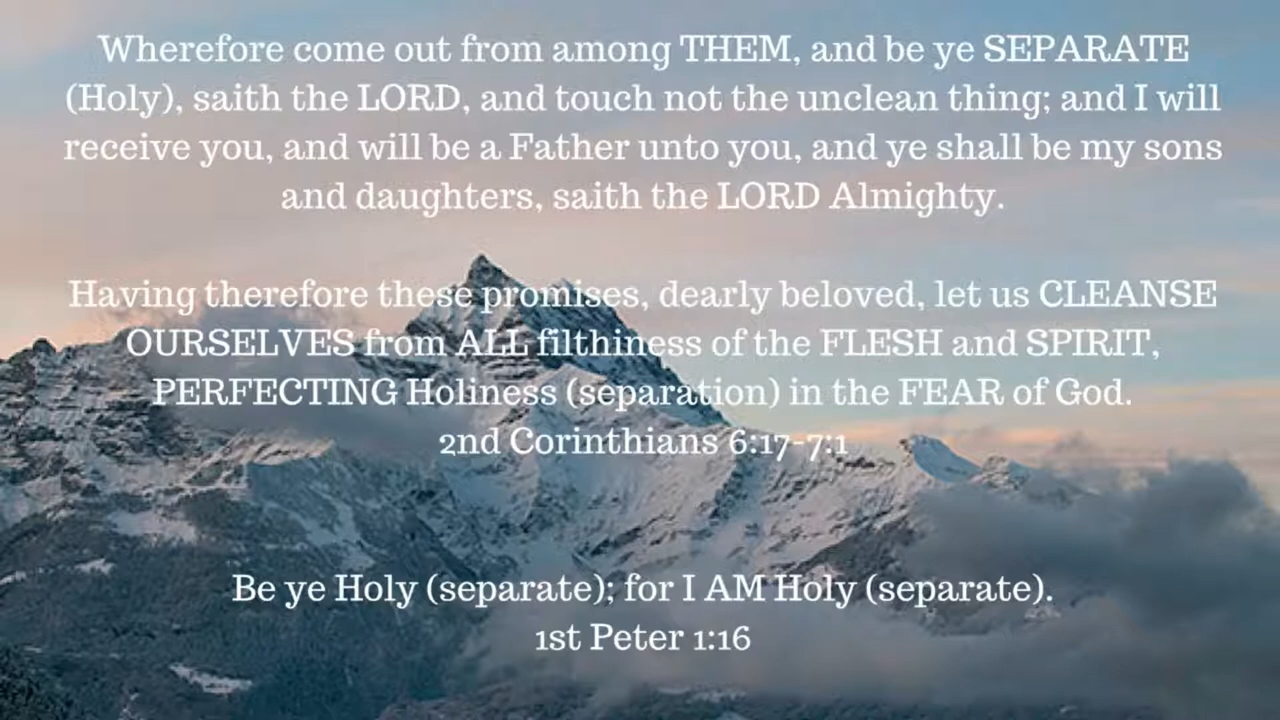 Wherefore come out from among THEM, and be ye SEPARATE
(Holy), saith the LORD, and touch not the unclean thing; and I will
receive you, and will be a Father unto you, and ye shall be my sons
and daughters, saith the LORD Almighty.
Having therefore these promises, dearly beloved, let us CLEANSE
OURSELVES from ALL filthiness of the FLESH and SPIRIT,
PERFECTING Holiness (separation) in the FEAR of God.
2nd Corinthians 6:17-7:1
Be ye Holy (separate); for I AM Holy (separate).
1st Peter 1:16